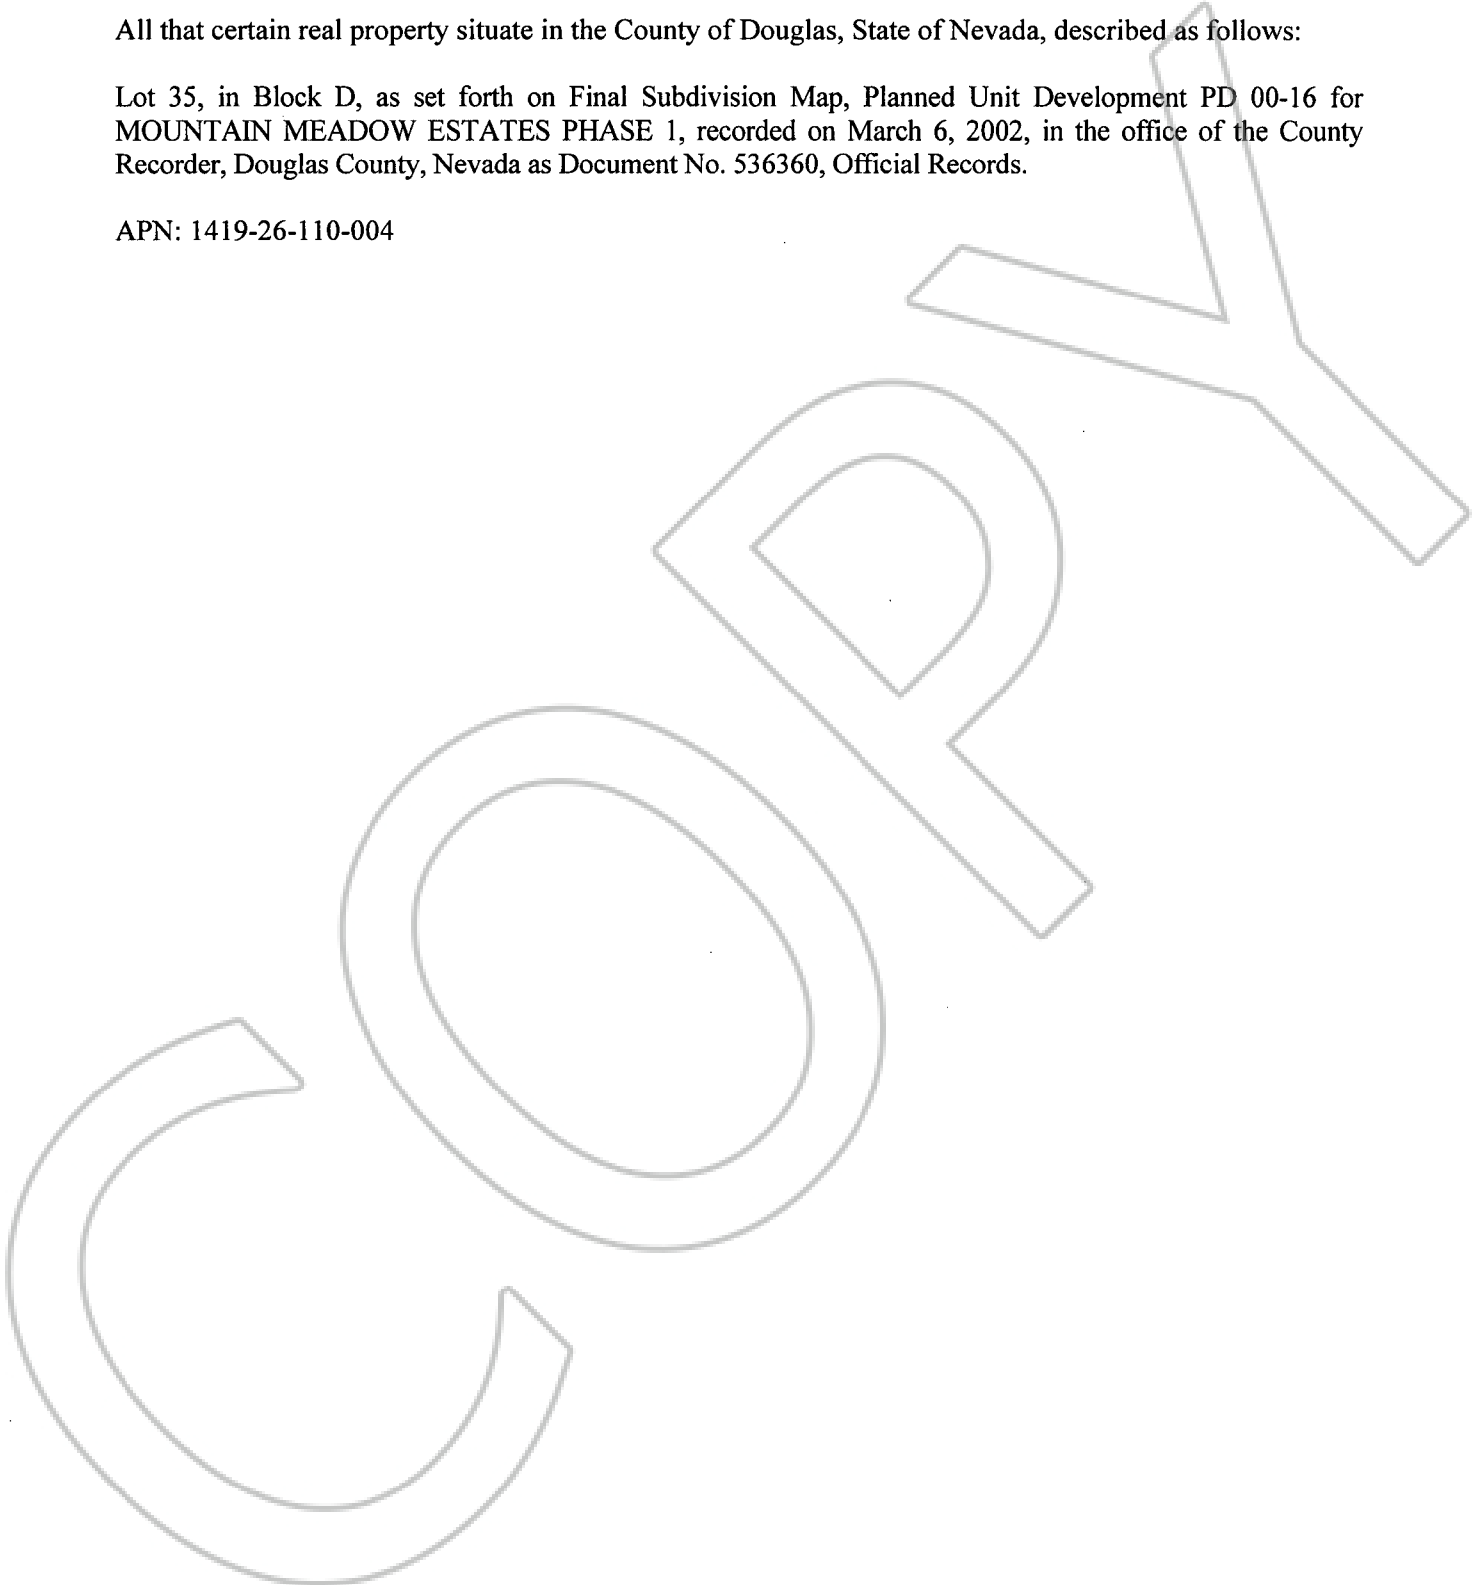 All that certain real property situate in the County of Douglas, State of Nevada, described as follows:
Lot 35, in Block D, as set forth on Final Subdivision Map, Planned Unit Development PD 00-16 for
MOUNTAIN MEADOW ESTATES PHASE 1, recorded on March 6, 2002, in the office of the County
Recorder, Douglas County, Nevada as Document No. 536360, Official Records.
APN: 1419-26-110-004
COPY